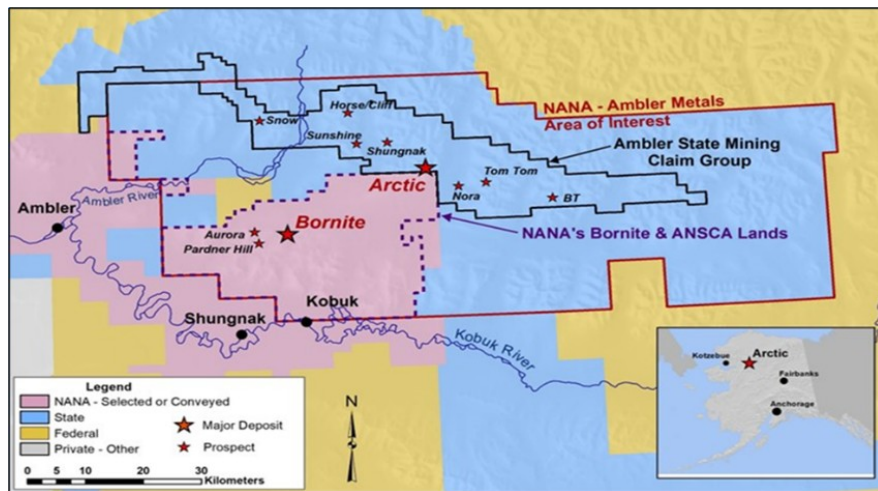 NANA - Ambler Metals
Area of Interest
Horse/Cliff
Snow
Sunshine
Shungnak
Ambler State Mining
Claim Group
Arctic
Tom Tom
Nora
BT
Ambler River
Ambler
Bornite
Aurora
Pardner Hill
NANA's Bornite & ANSCA Lands
Kobuk
Shungnak
Kobuk River
Legend
NANA - Selected or Conveyed
State
Federal
Private - Other
Major Deposit
Prospect
0 5 10 20 30
Kilometers
N
Kotzebue
Arctic
Fairbanks
Anchorage